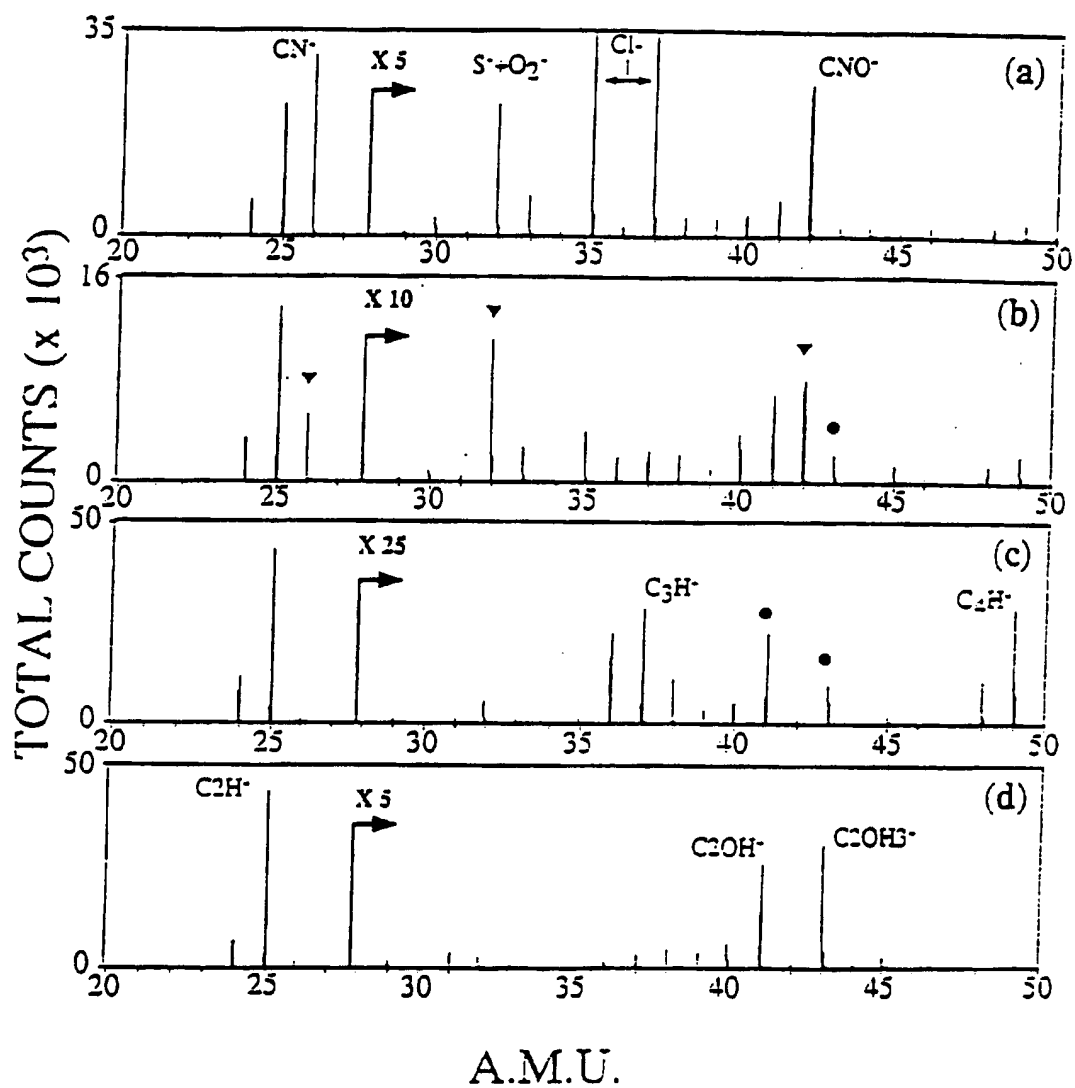 TOTAL COUNTS (x 10³)
35
CN⁻
X 5
S⁻+O₂⁻
Cl-
CNO⁻
(a)
0
20 25 30 35 40 45 50
16
X 10
(b)
0
20 25 30 35 40 45 50
50
X 25
C₃H⁻
C₄H⁻
(c)
0
20 25 30 35 40 45 50
50
C2H⁻
X 5
C2OH⁻
C2OH3⁻
(d)
0
20 25 30 35 40 45 50
A.M.U.